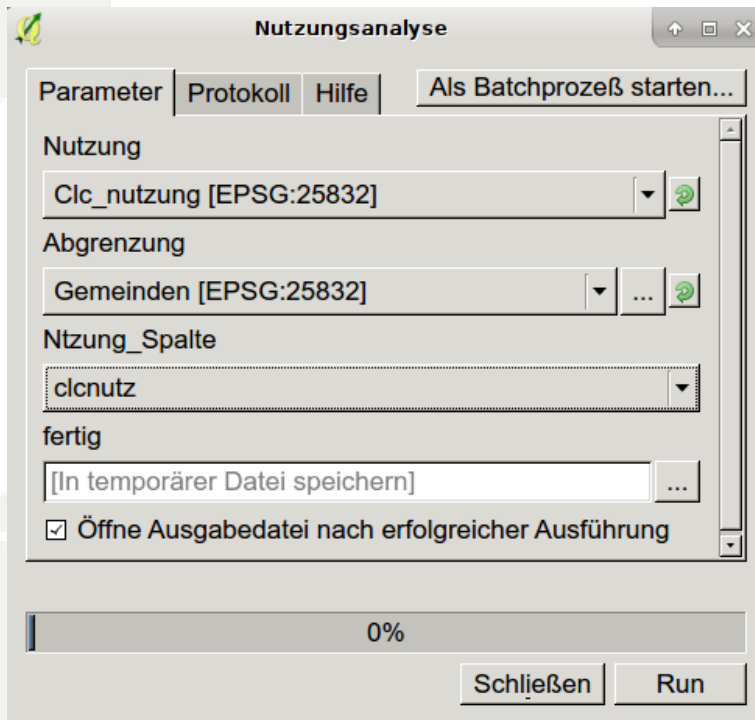 Nutzungsanalyse
Parameter Protokoll Hilfe Als Batchprozeß starten...
Nutzung
Clc_nutzung [EPSG:25832]
Abgrenzung
Gemeinden [EPSG:25832] ...
Ntzung_Spalte
clcnutz
fertig
[In temporärer Datei speichern] ...
Öffne Ausgabedatei nach erfolgreicher Ausführung
0%
Schließen Run